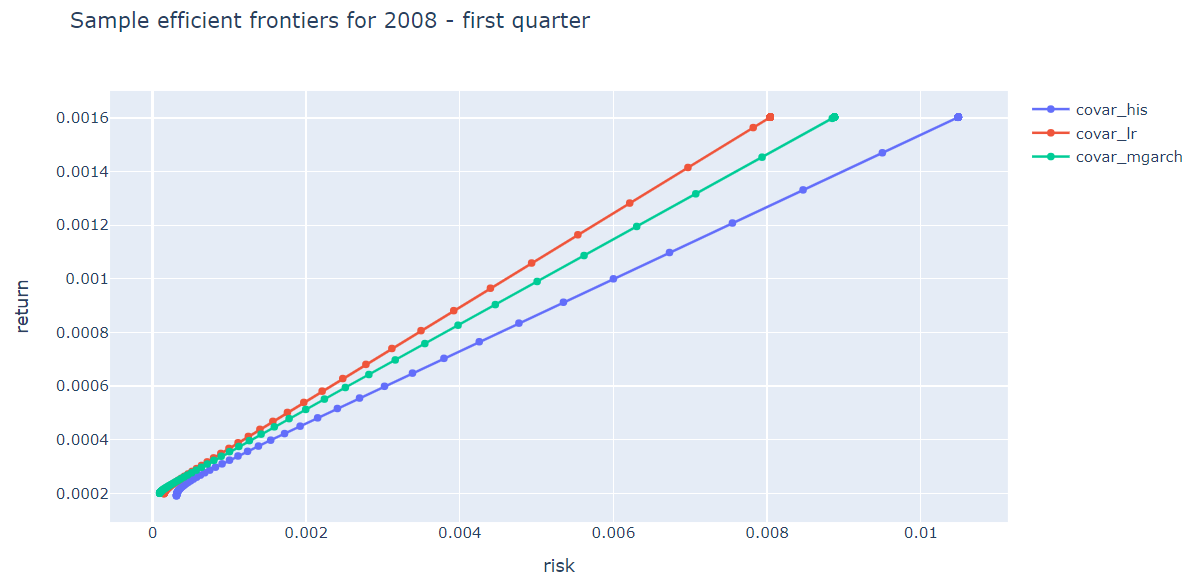 Sample efficient frontiers for 2008 - first quarter
covar_his
covar_lr
covar_mgarch
return
0.0016
0.0014
0.0012
0.001
0.0008
0.0006
0.0004
0.0002
0
0.002
0.004
0.006
0.008
0.01
risk